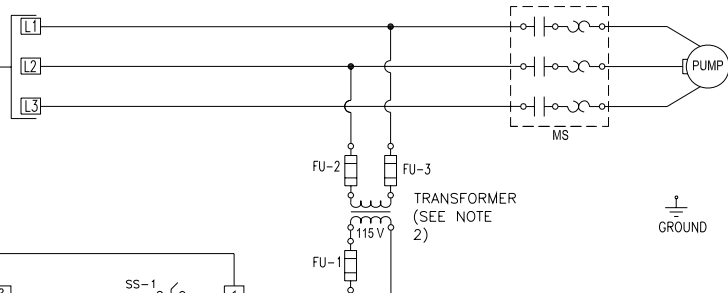 L1
L2
PUMP
L3
MS
FU-2
FU-3
TRANSFORMER
(SEE NOTE
2)
115 V
GROUND
FU-1
SS-1